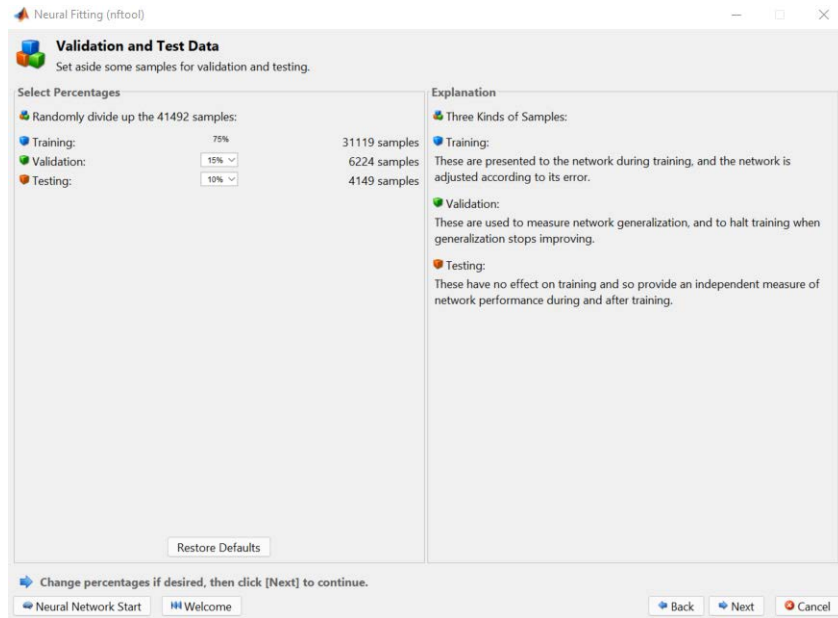 Neural Fitting (nftool)
Validation and Test Data
Set aside some samples for validation and testing.
Select Percentages
Randomly divide up the 41492 samples:
Training: 75% 31119 samples
Validation: 15% 6224 samples
Testing: 10% 4149 samples
Restore Defaults
Explanation
Three Kinds of Samples:
Training:
These are presented to the network during training, and the network is
adjusted according to its error.
Validation:
These are used to measure network generalization, and to halt training when
generalization stops improving.
Testing:
These have no effect on training and so provide an independent measure of
network performance during and after training.
Change percentages if desired, then click [Next] to continue.
Neural Network Start Welcome Back Next Cancel